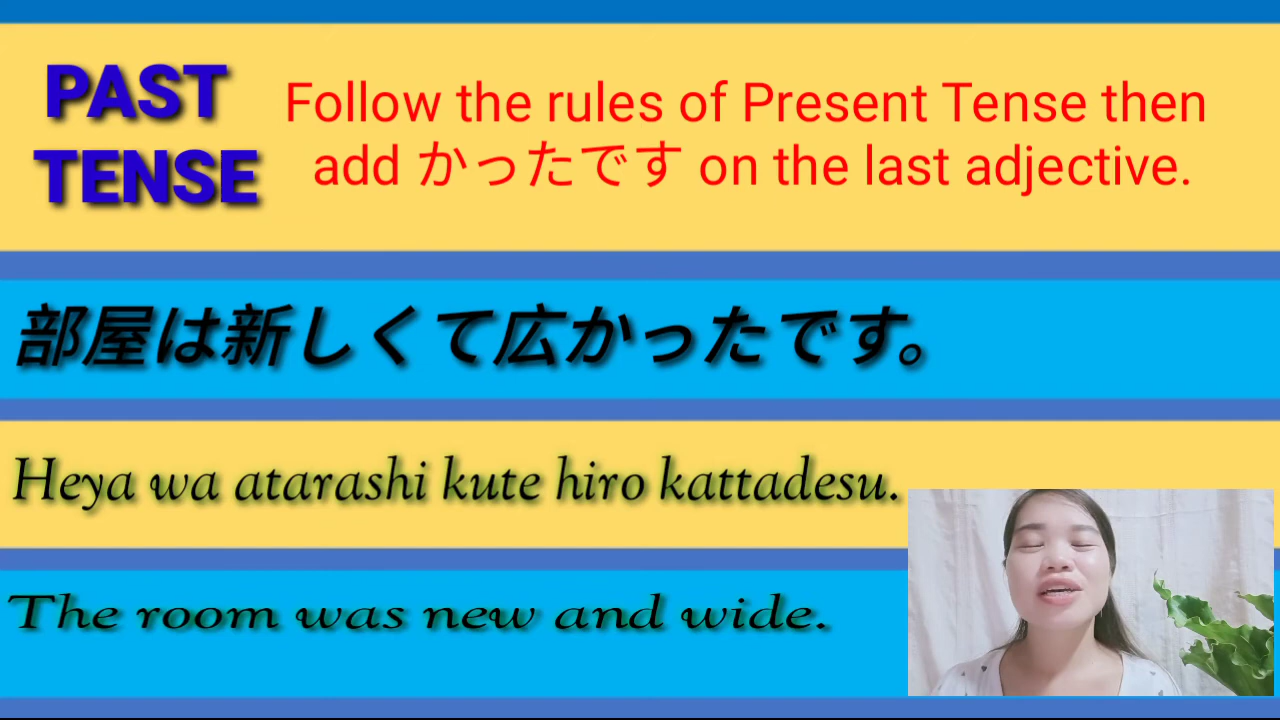 PAST
TENSE
Follow the rules of Present Tense then
add かったです on the last adjective.
部屋は新しくて広かったです。
Heya wa atarashi kute hiro kattadesu.
The room was new and wide.